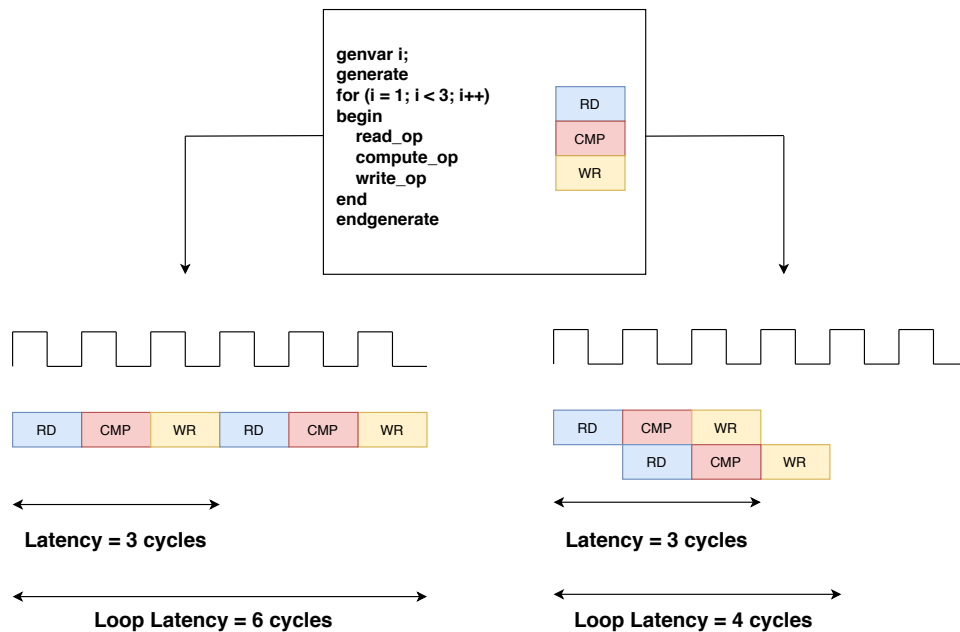 genvar i;
generate
for (i = 1; i < 3; i++)
begin
read_op
compute_op
write_op
end
endgenerate
RD
CMP
WR
RD CMP WR RD CMP WR
Latency = 3 cycles
Loop Latency = 6 cycles
RD CMP WR
RD CMP WR
Latency = 3 cycles
Loop Latency = 4 cycles